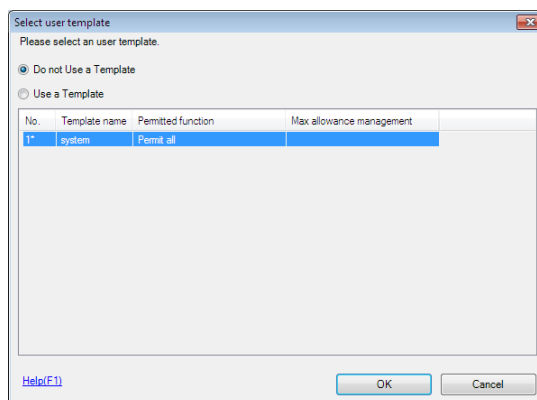 Select user template
Please select an user template.
Do not Use a Template
Use a Template
No. Template name Permitted function Max allowance management
1* system Permit all
Help(F1) OK Cancel